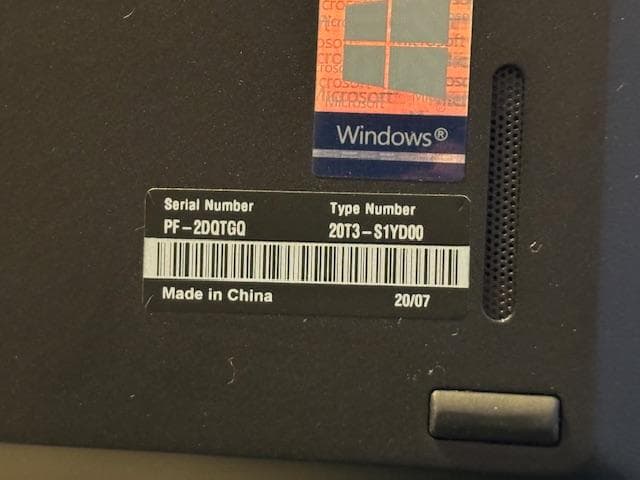 Microsoft
Windows®
Serial Number Type Number
PF-2DQTGQ 20T3-S1YD00
Made in China 20/07